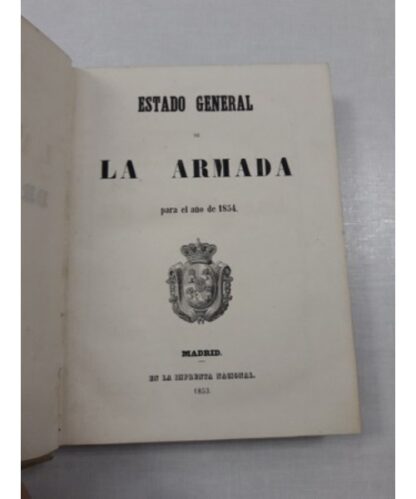 ESTADO GENERAL
DE
LA ARMADA
para el año de 1854.
MADRID.
EN LA IMPRENTA NACIONAL.
1853.